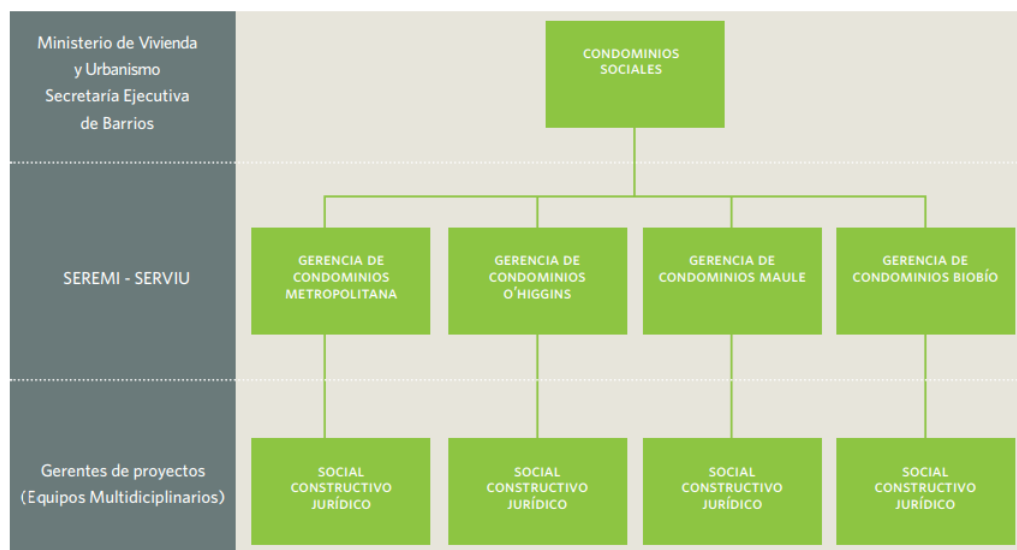 Ministerio de Vivienda
y Urbanismo
Secretaría Ejecutiva
de Barrios
CONDOMINIOS
SOCIALES
SEREMI - SERVIU
GERENCIA DE
CONDOMINIOS
METROPOLITANA
GERENCIA DE
CONDOMINIOS
O'HIGGINS
GERENCIA DE
CONDOMINIOS MAULE
GERENCIA DE
CONDOMINIOS BIOBÍO
Gerentes de proyectos
(Equipos Multidiciplinarios)
SOCIAL
CONSTRUCTIVO
JURÍDICO
SOCIAL
CONSTRUCTIVO
JURÍDICO
SOCIAL
CONSTRUCTIVO
JURÍDICO
SOCIAL
CONSTRUCTIVO
JURÍDICO